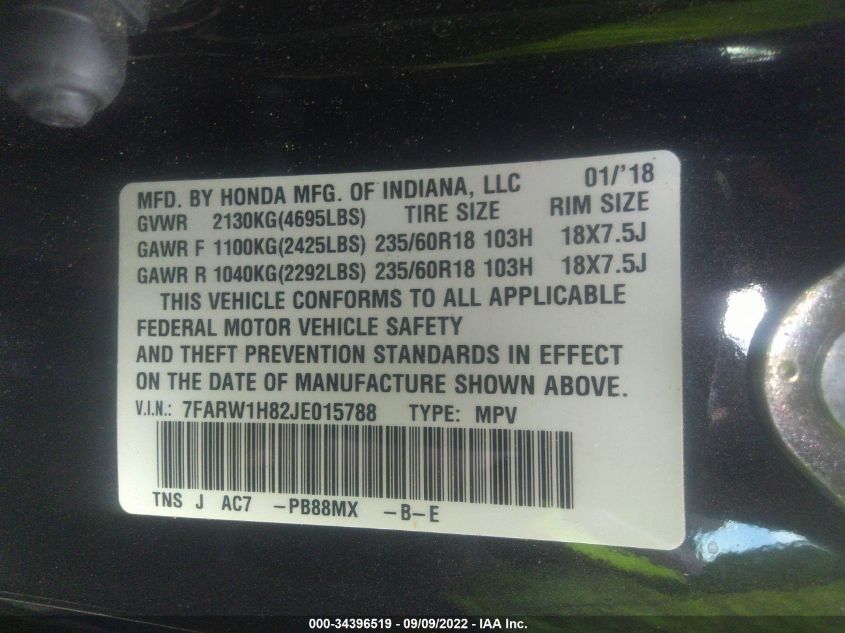 MFD. BY HONDA MFG. OF INDIANA, LLC 01/'18
GVWR 2130KG(4695LBS) TIRE SIZE RIM SIZE
GAWR F 1100KG(2425LBS) 235/60R18 103H 18X7.5J
GAWR R 1040KG(2292LBS) 235/60R18 103H 18X7.5J
THIS VEHICLE CONFORMS TO ALL APPLICABLE
FEDERAL MOTOR VEHICLE SAFETY
AND THEFT PREVENTION STANDARDS IN EFFECT
ON THE DATE OF MANUFACTURE SHOWN ABOVE.
V.I.N.: 7FARW1H82JE015788 TYPE: MPV
TNS J AC7 -PB88MX -B-E
000-34396519 - 09/09/2022 - IAA Inc.